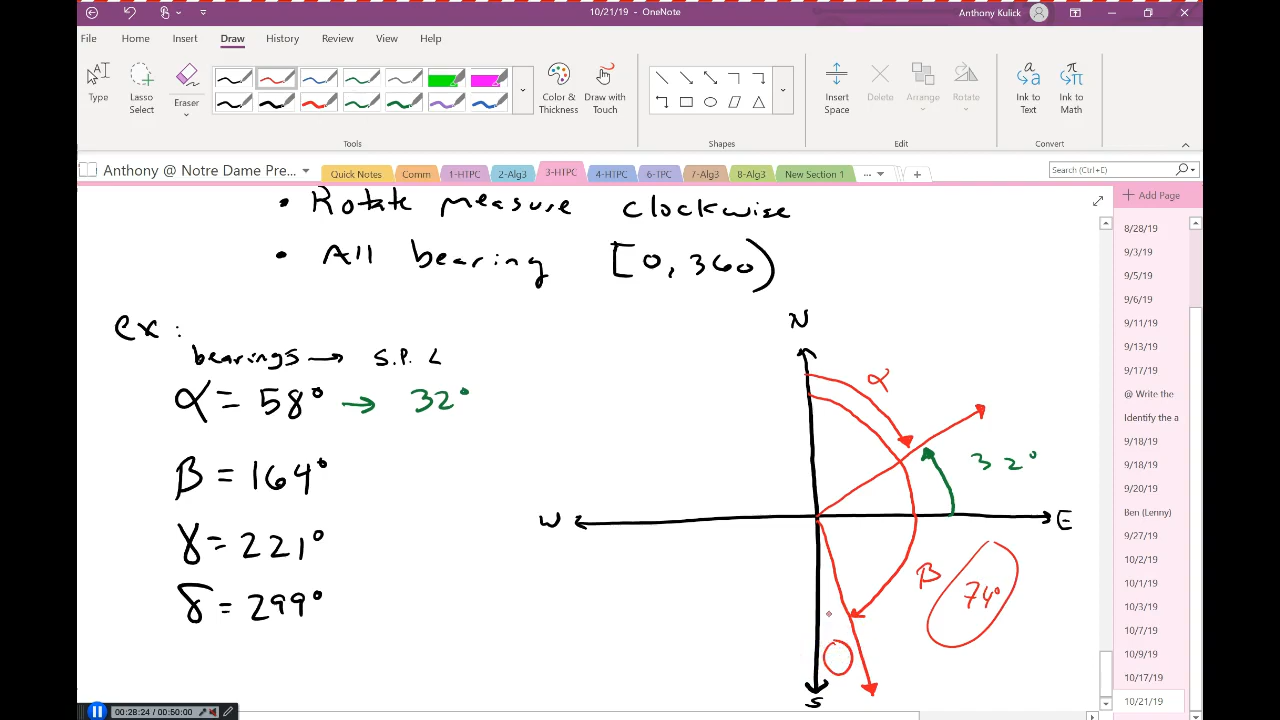 10/21/19 - OneNote
Anthony Kulick
File Home Insert Draw History Review View Help
Type
Lasso Select
Eraser
Color & Thickness
Draw with Touch
Insert Space
Delete
Arrange
Rotate
Ink to Text
Ink to Math
Tools
Shapes
Edit
Convert
Anthony @ Notre Dame Pre...
Quick Notes
Comm
1-HTPC
2-Alg3
3-HTPC
4-HTPC
6-TPC
7-Alg3
8-Alg3
New Section 1
...
+
Search (Ctrl+E)
+ Add Page
• Rotate measure clockwise
• All bearing [0, 360)
ex:
bearings → S.P. ∠
α = 58° → 32°
β = 164°
γ = 221°
δ = 299°
N
α
32°
W
E
β
74°
S
8/28/19
9/3/19
9/5/19
9/6/19
9/11/19
9/13/19
9/17/19
@ Write the
Identify the a
9/18/19
9/18/19
9/20/19
Ben (Lenny)
9/27/19
10/2/19
10/1/19
10/3/19
10/7/19
10/9/19
10/17/19
10/21/19
00:28:24 / 00:50:00